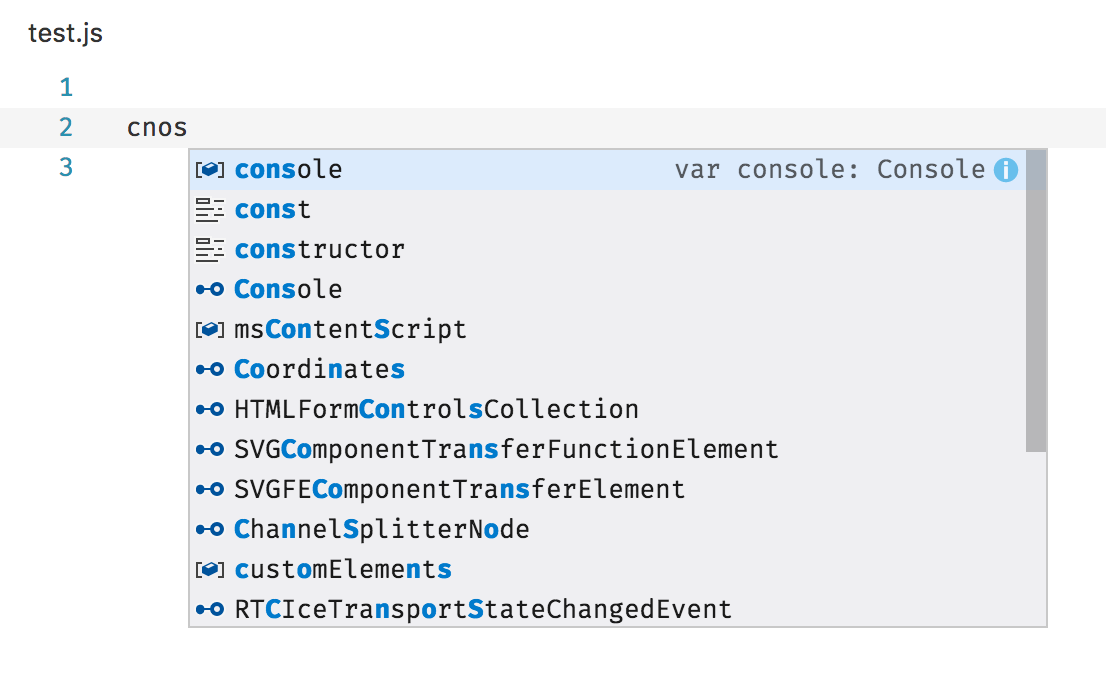 test.js
1
2 cnos
3
console var console: Console
const
constructor
Console
msContentScript
Coordinates
HTMLFormControlsCollection
SVGComponentTransferFunctionElement
SVGFEComponentTransferElement
ChannelSplitterNode
customElements
RTCIceTransportStateChangedEvent